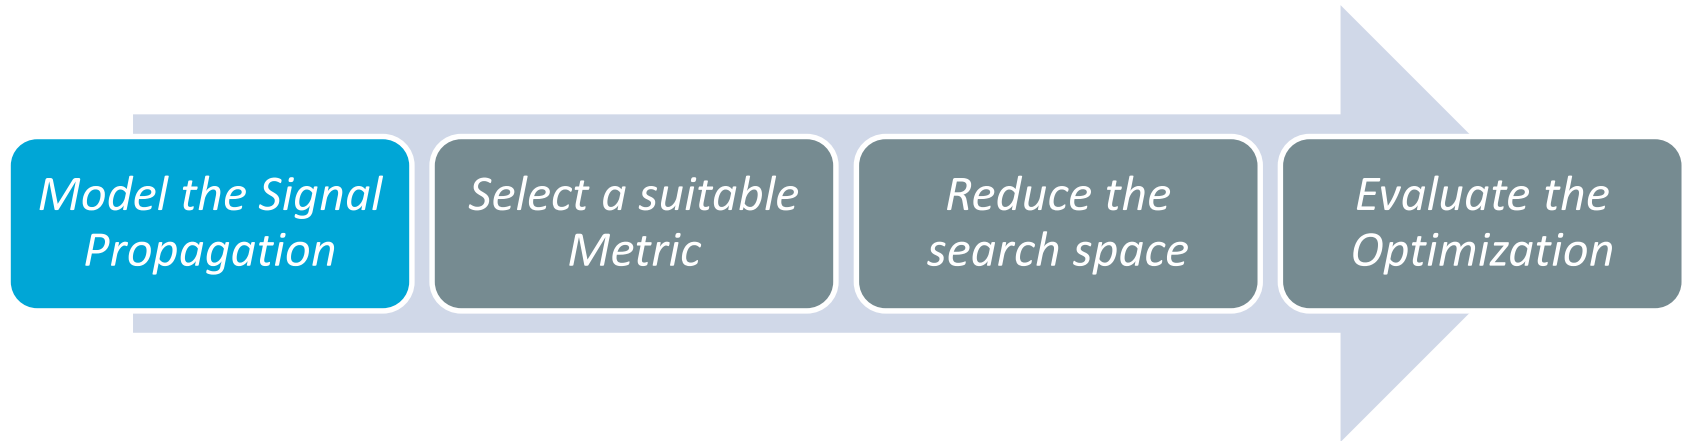 Model the Signal
Propagation
Select a suitable
Metric
Reduce the
search space
Evaluate the
Optimization